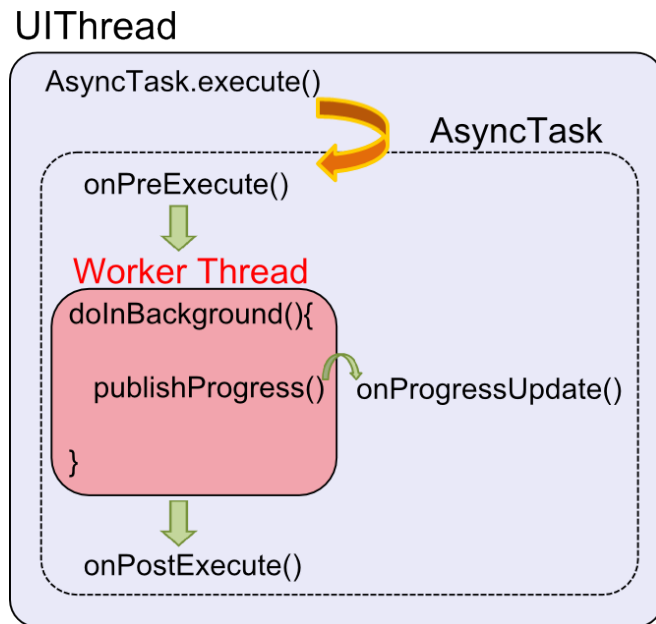 UIThread
AsyncTask.execute()
AsyncTask
onPreExecute()
Worker Thread
doInBackground(){
publishProgress()
onProgressUpdate()
}
onPostExecute()